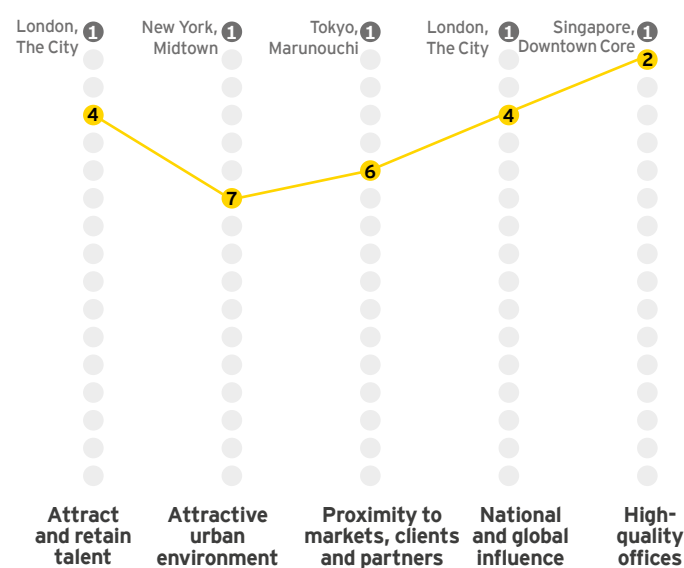 London,
The City
1
New York,
Midtown
1
Tokyo,
Marunouchi
1
London,
The City
1
Singapore,
Downtown Core
1
4
7
6
4
2
Attract
and retain
talent
Attractive
urban
environment
Proximity to
markets, clients
and partners
National
and global
influence
High-
quality
offices